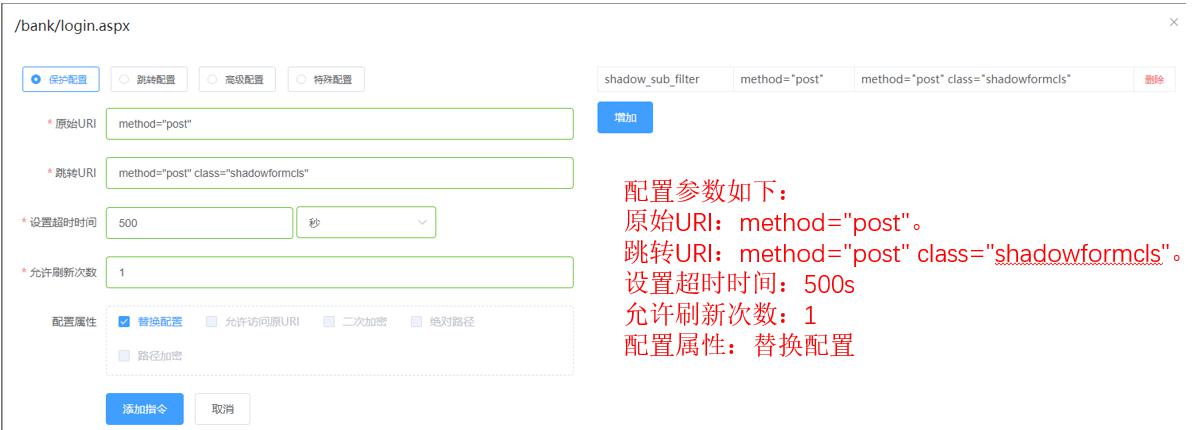 /bank/login.aspx
保护配置 跳转配置 高级配置 特殊配置
* 原始URI method="post"
* 跳转URI method="post" class="shadowformcls"
* 设置超时时间 500 秒
* 允许刷新次数 1
配置属性 替换配置 允许访问原URI 二次加密 绝对路径
路径加密
添加指令 取消
shadow_sub_filter method="post" method="post" class="shadowformcls" 删除
增加
配置参数如下：
原始URI：method="post"。
跳转URI：method="post" class="shadowformcls"。
设置超时时间：500s
允许刷新次数：1
配置属性：替换配置